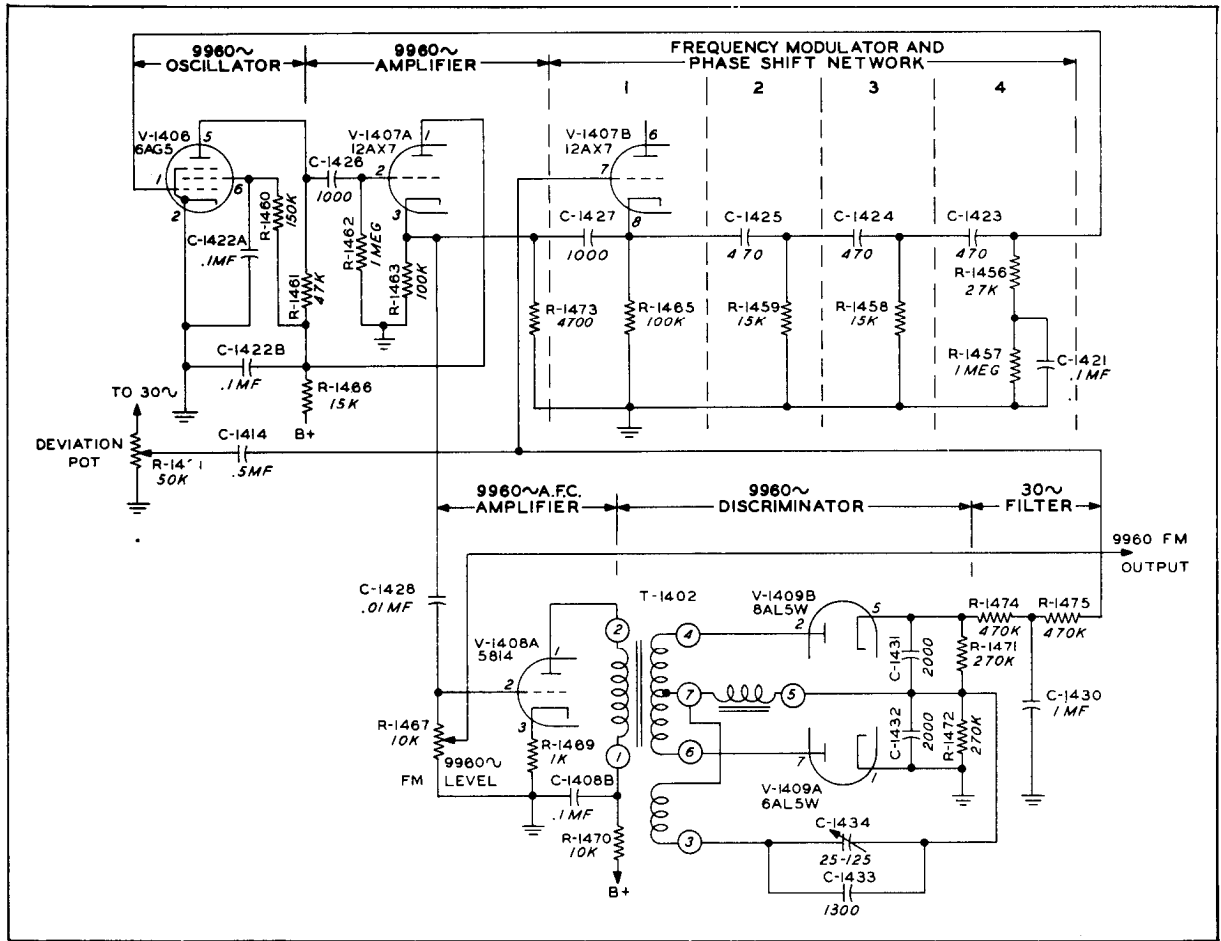 9960~
OSCILLATOR
9960~
AMPLIFIER
FREQUENCY MODULATOR AND
PHASE SHIFT NETWORK
1
2
3
4
V-1406
6AG5
5
1
2
6
R-1460
150K
C-1422A
.1MF
R-1461
47K
C-1422B
.1MF
R-1466
15K
B+
C-1426
1000
V-1407A
12AX7
1
2
3
R-1462
1 MEG
R-1463
100K
V-1407B
12AX7
6
7
8
C-1427
1000
R-1473
4700
R-1465
100K
C-1425
470
R-1459
15K
C-1424
470
R-1458
15K
C-1423
470
R-1456
27K
R-1457
1 MEG
C-1421
.1MF
TO 30~
DEVIATION
POT
50K
C-1414
.5MF
9960~A.F.C.
AMPLIFIER
9960~
DISCRIMINATOR
30~
FILTER
9960 FM
OUTPUT
C-1428
.01MF
V-1408A
5814
1
2
3
R-1467
10K
9960~
FM LEVEL
R-1469
1K
C-1408B
.1MF
R-1470
10K
B+
T-1402
2
1
4
7
5
6
3
V-1409B
8AL5W
2
5
V-1409A
6AL5W
7
1
C-1431
2000
C-1432
2000
R-1471
270K
R-1472
270K
R-1474
470K
R-1475
470K
C-1430
1MF
C-1434
25-125
C-1433
1300